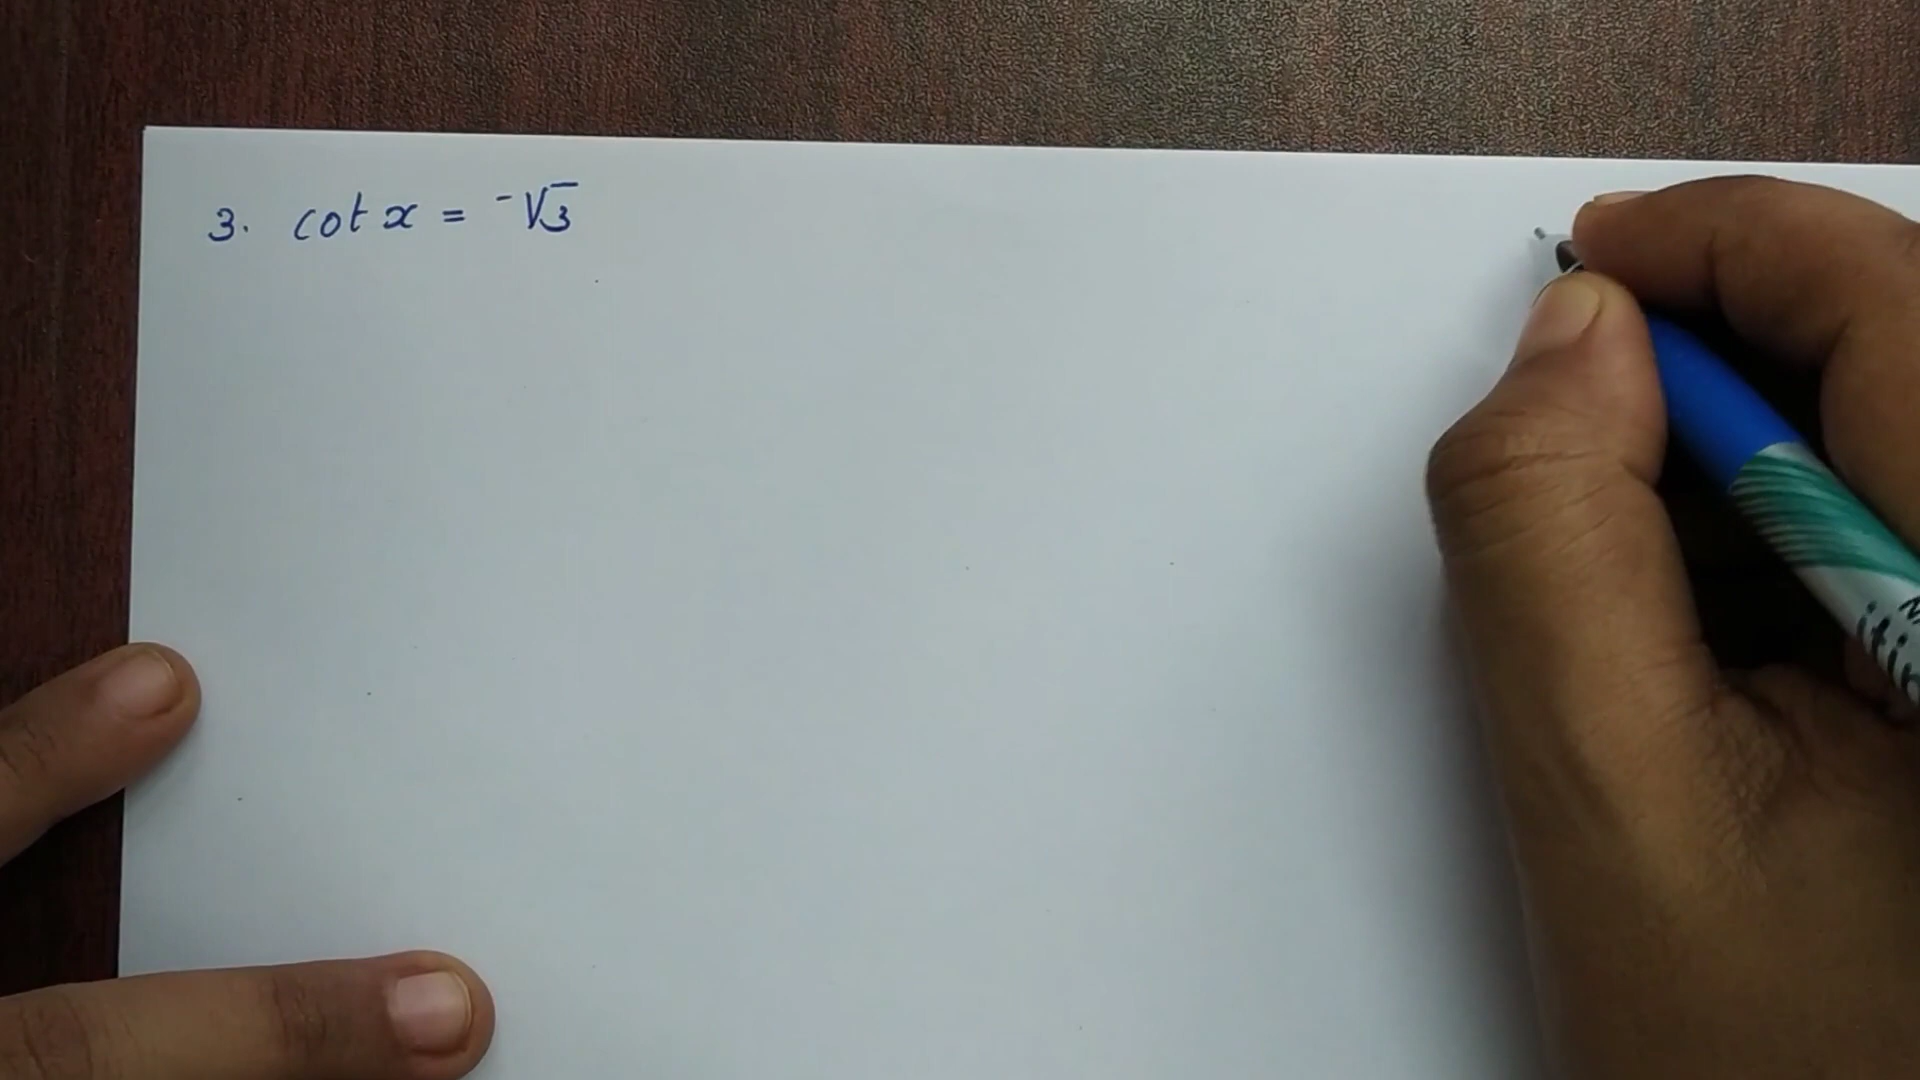 3. cot x = -√3